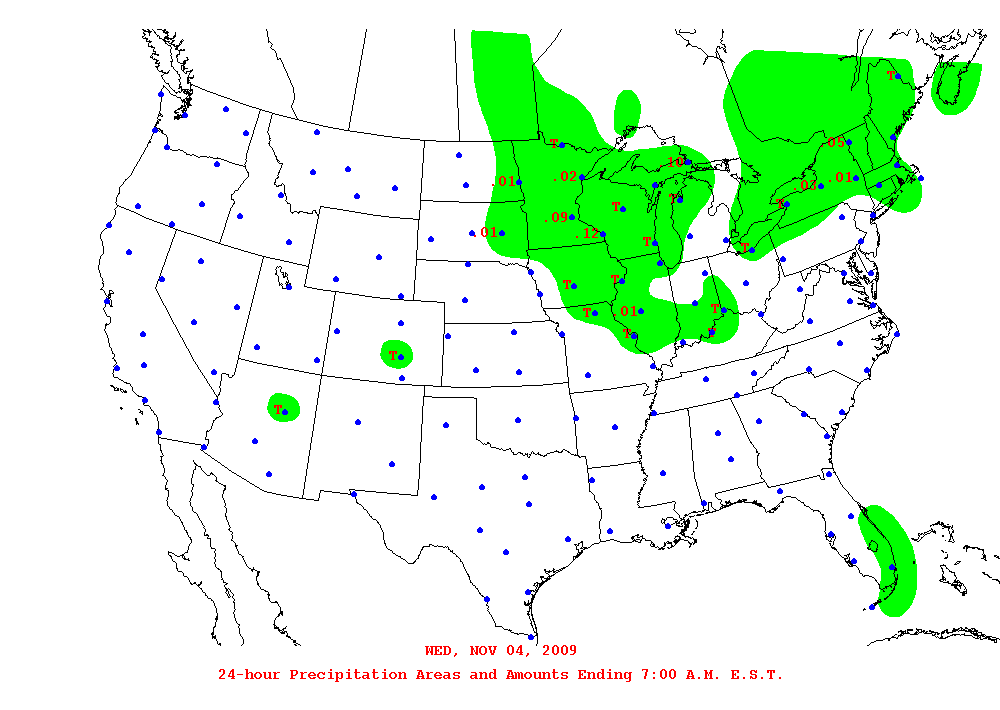 T
T
.05
.10
.01
.02
.03
.01
T
T
T
.09
.01
.12
T
T
T
T
T
.01
T
T
T
T
T
WED, NOV 04, 2009
24-hour Precipitation Areas and Amounts Ending 7:00 A.M. E.S.T.